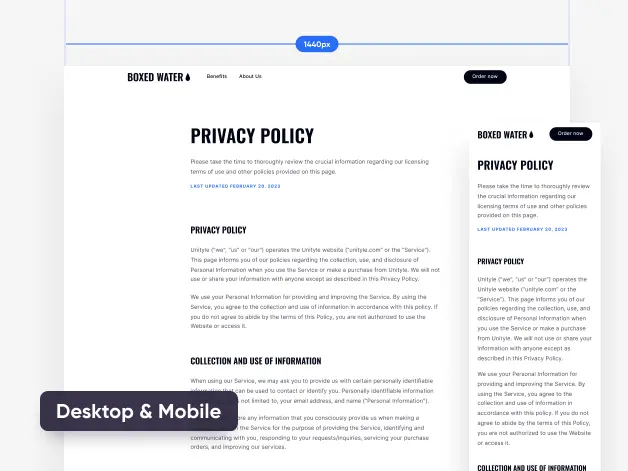 1440px
BOXED WATER
Benefits
About Us
Order now
PRIVACY POLICY
Please take the time to thoroughly review the crucial information regarding our licensing
terms of use and other policies provided on this page.
LAST UPDATED FEBRUARY 20, 2023
PRIVACY POLICY
Unityle ("we", "us" or "our") operates the Unityle website ("unityle.com" or the "Service").
This page informs you of our policies regarding the collection, use, and disclosure of
Personal Information when you use the Service or make a purchase from Unityle. We will not
use or share your information with anyone except as described in this Privacy Policy.
We use your Personal Information for providing and improving the Service. By using the
Service, you agree to the collection and use of information in accordance with this policy. If
you do not agree to abide by the terms of this Policy, you are not authorized to use the
Website or access it.
COLLECTION AND USE OF INFORMATION
When using our Service, we may ask you to provide us with certain personally identifiable
information that can be used to contact or identify you. Personally identifiable information
not limited to, your email address, and name ("Personal Information").
any information that you consciously provide us when making a
the Service for the purpose of providing the Service, identifying and
communicating with you, responding to your requests/inquiries, servicing your purchase
orders, and improving our services.
Desktop & Mobile
BOXED WATER
Order now
PRIVACY POLICY
Please take the time to thoroughly review
the crucial information regarding our
licensing terms of use and other policies
provided on this page.
LAST UPDATED FEBRUARY 20, 2023
PRIVACY POLICY
Unityle ("we", "us" or "our") operates the
Unityle website ("unityle.com" or the
"Service"). This page informs you of our
policies regarding the collection, use, and
disclosure of Personal Information when
you use the Service or make a purchase
from Unityle. We will not use or share your
information with anyone except as
described in this Privacy Policy.
We use your Personal Information for
providing and improving the Service. By
using the Service, you agree to the
collection and use of information in
accordance with this policy. If you do not
agree to abide by the terms of this Policy,
you are not authorized to use the Website
or access it.
COLLECTION AND USE OF INFORMATION